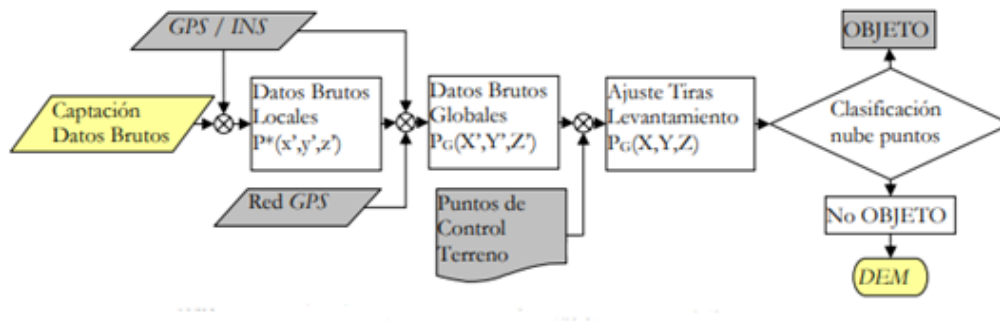 GPS / INS
Captación
Datos Brutos
Datos Brutos
Locales
P*(x',y',z')
Red GPS
Datos Brutos
Globales
PG(X',Y',Z')
Puntos de
Control
Terreno
Ajuste Tiras
Levantamiento
PG(X,Y,Z)
OBJETO
Clasificación
nube puntos
No OBJETO
DEM